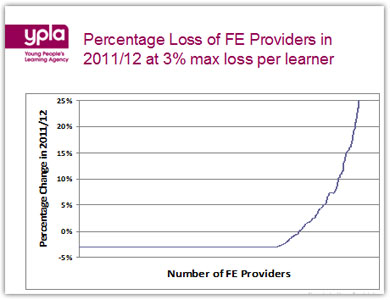 ypla
Young People's
Learning Agency
Percentage Loss of FE Providers in
2011/12 at 3% max loss per learner
Percentage Change in 2011/12
25%
20%
15%
10%
5%
0%
-5%
Number of FE Providers